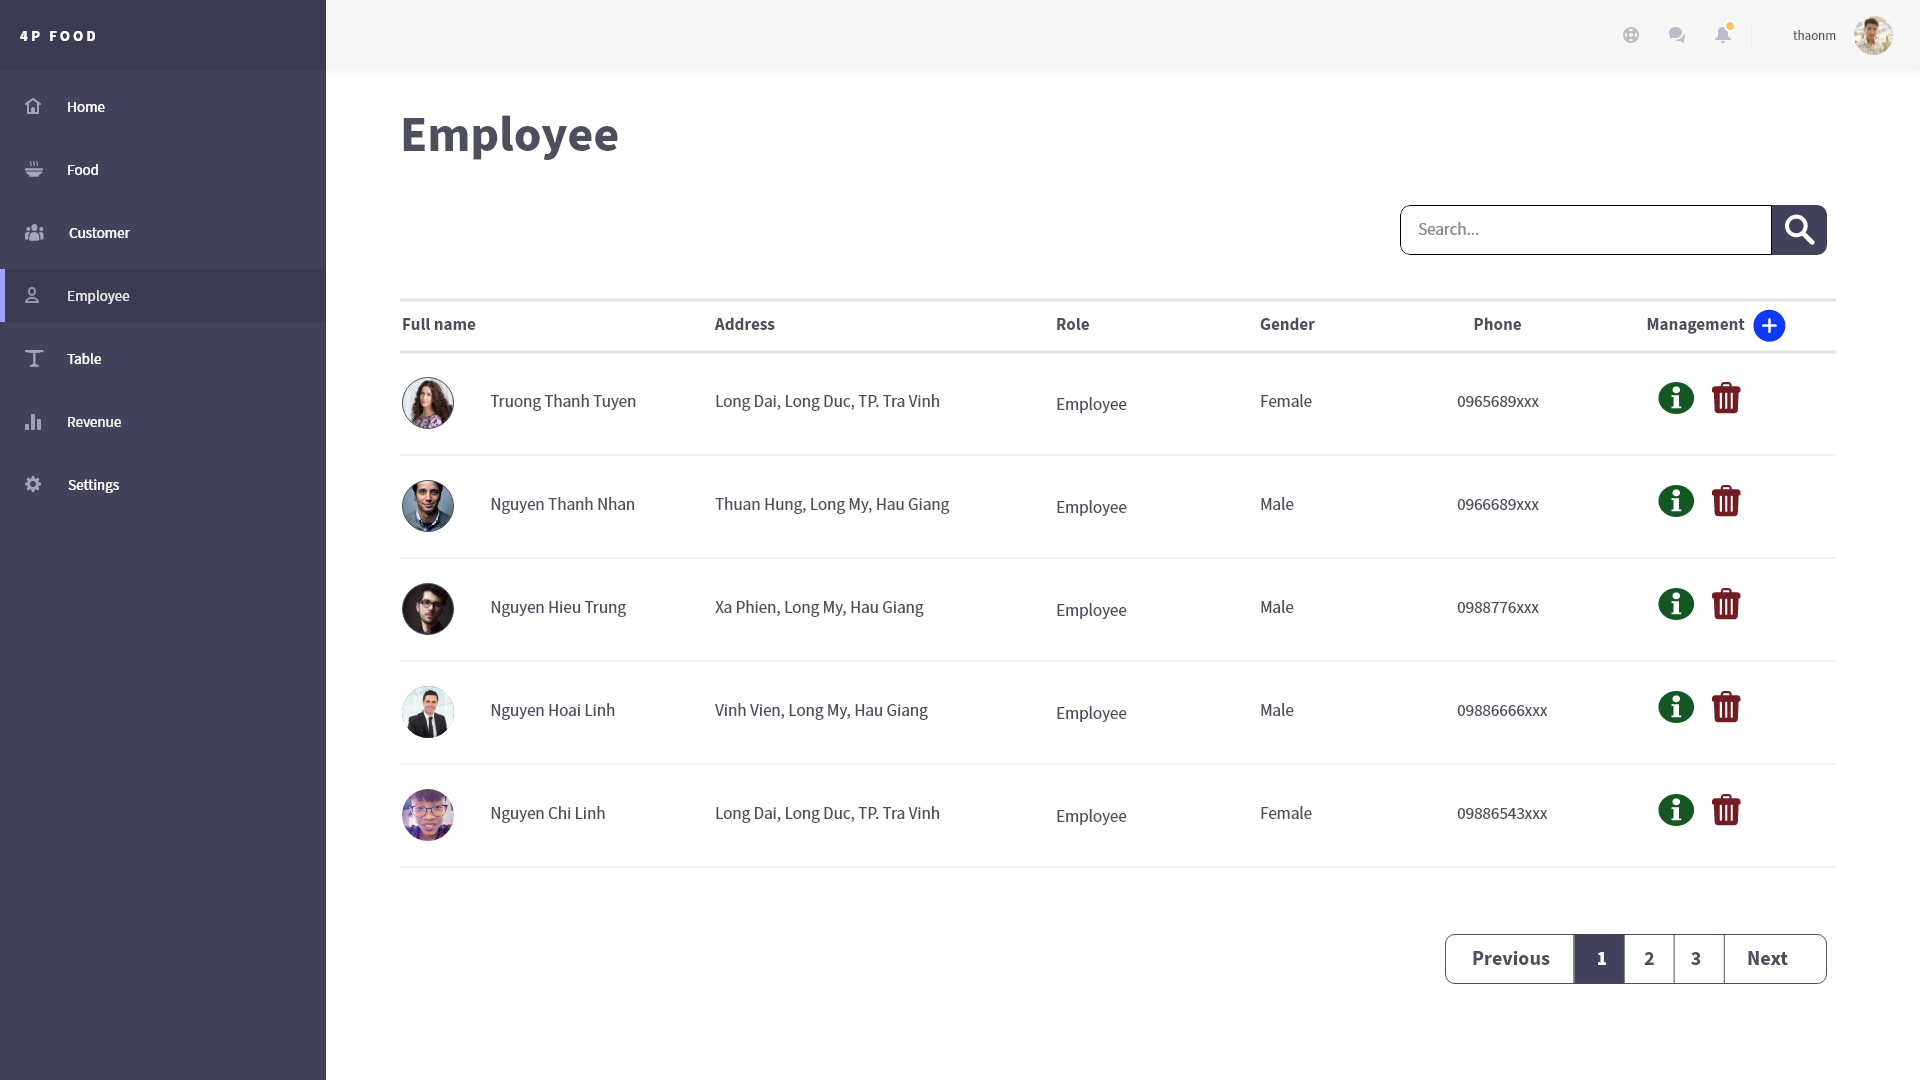 4P FOOD
thaonm
Home
Food
Customer
Employee
Table
Revenue
Settings
Employee
Search...
Full name Address Role Gender Phone Management
Truong Thanh Tuyen Long Dai, Long Duc, TP. Tra Vinh Employee Female 0965689xxx
Nguyen Thanh Nhan Thuan Hung, Long My, Hau Giang Employee Male 0966689xxx
Nguyen Hieu Trung Xa Phien, Long My, Hau Giang Employee Male 0988776xxx
Nguyen Hoai Linh Vinh Vien, Long My, Hau Giang Employee Male 09886666xxx
Nguyen Chi Linh Long Dai, Long Duc, TP. Tra Vinh Employee Female 09886543xxx
Previous 1 2 3 Next